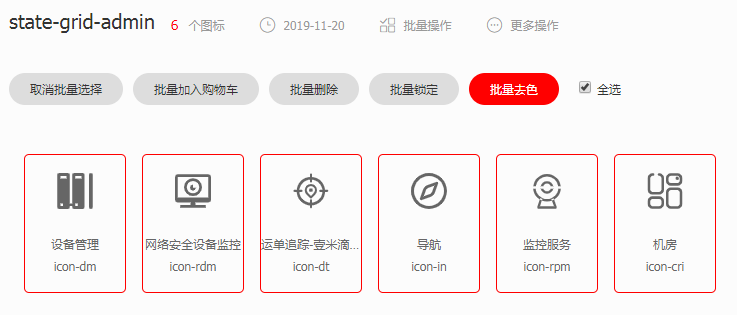 state-grid-admin 6 个图标 2019-11-20 批量操作 更多操作
取消批量选择 批量加入购物车 批量删除 批量锁定 批量去色 全选
设备管理 网络安全设备监控 运单追踪-壹米滴... 导航 监控服务 机房
icon-dm icon-rdm icon-dt icon-in icon-rpm icon-cri